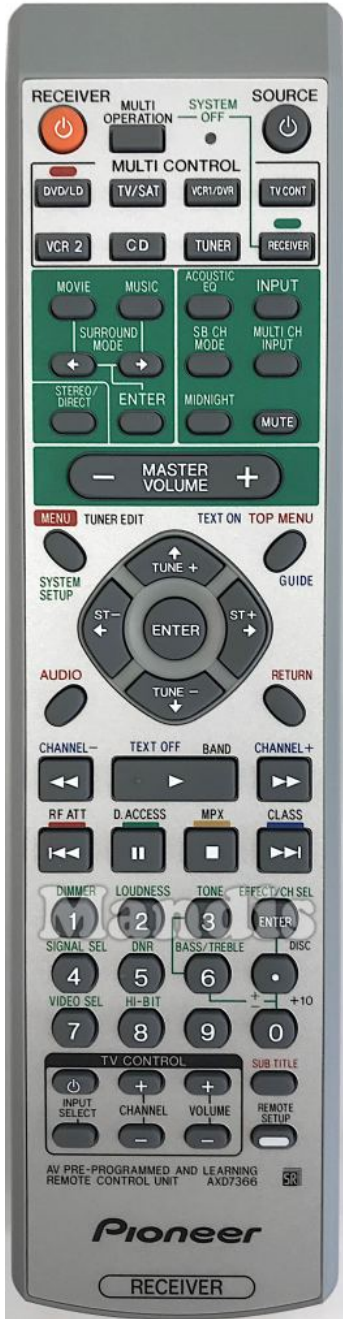 RECEIVER MULTI OPERATION SYSTEM OFF SOURCE
MULTI CONTROL
DVD/LD TV/SAT VCR1/DVR TV CONT
VCR 2 CD TUNER RECEIVER
MOVIE MUSIC ACOUSTIC EQ INPUT
SURROUND MODE SB CH MODE MULTI CH INPUT
STEREO/DIRECT ENTER MIDNIGHT MUTE
– MASTER VOLUME +
MENU TUNER EDIT TEXT ON TOP MENU
SYSTEM SETUP GUIDE
TUNE +
ST– ENTER ST+
TUNE –
AUDIO RETURN
CHANNEL– TEXT OFF BAND CHANNEL+
RF ATT D.ACCESS MPX CLASS
DIMMER LOUDNESS TONE EFFECT/CH SEL
1 2 3 ENTER
Mandis
SIGNAL SEL DNR BASS/TREBLE DISC
4 5 6 •
VIDEO SEL HI-BIT + – +10
7 8 9 0
TV CONTROL SUB TITLE
+ +
INPUT SELECT CHANNEL VOLUME REMOTE SETUP
– –
AV PRE-PROGRAMMED AND LEARNING
REMOTE CONTROL UNIT AXD7366 SR
Pioneer
RECEIVER